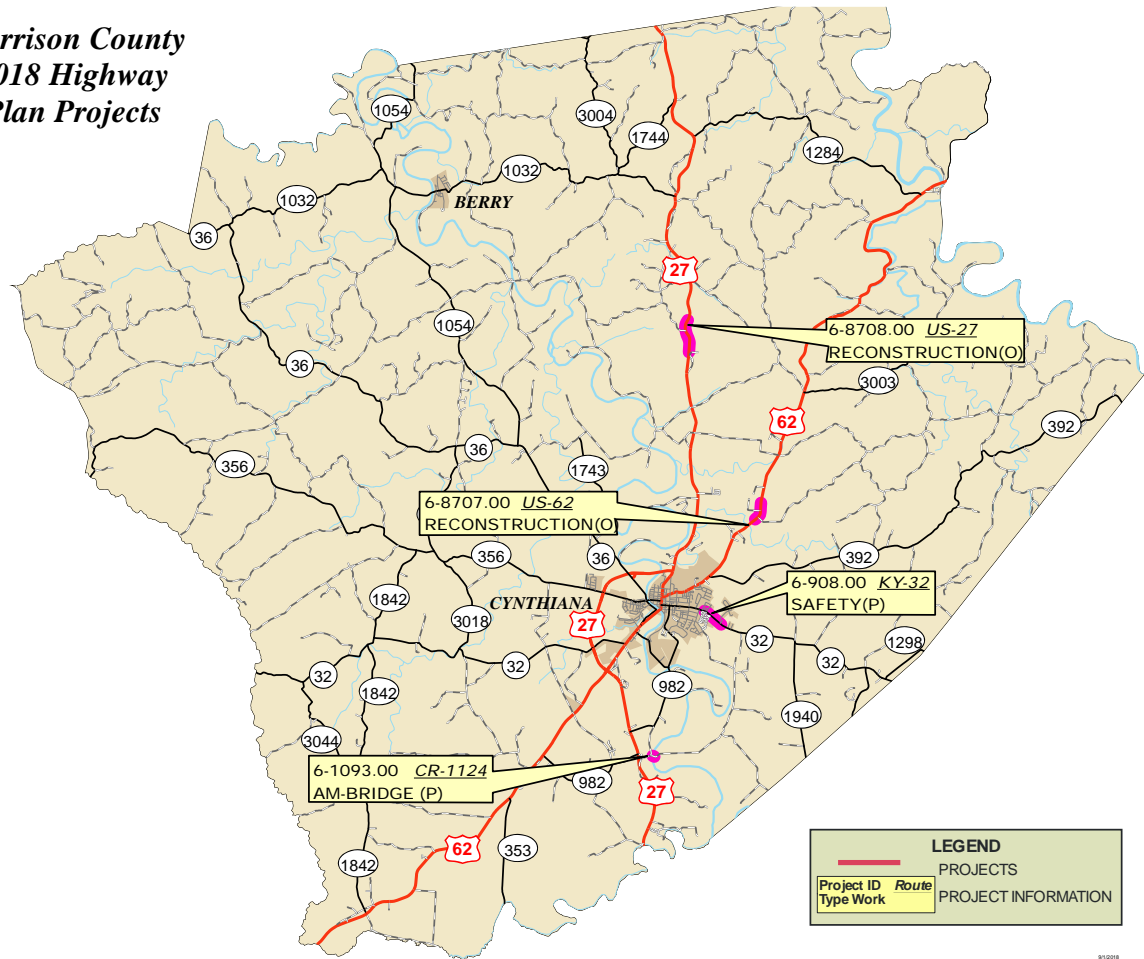 rrison County
018 Highway
Plan Projects
1054
3004
1744
1284
1032
BERRY
1032
36
27
1054
6-8708.00 US-27
RECONSTRUCTION(O)
36
3003
62
392
36
356
1743
6-8707.00 US-62
RECONSTRUCTION(O)
36
356
392
6-908.00 KY-32
SAFETY(P)
1842
CYNTHIANA
3018
27
32
1298
32
32
32
1842
982
1940
3044
6-1093.00 CR-1124
AM-BRIDGE (P)
982
27
62
353
1842
LEGEND
PROJECTS
Project ID Route
Type Work
PROJECT INFORMATION
9/1/2018